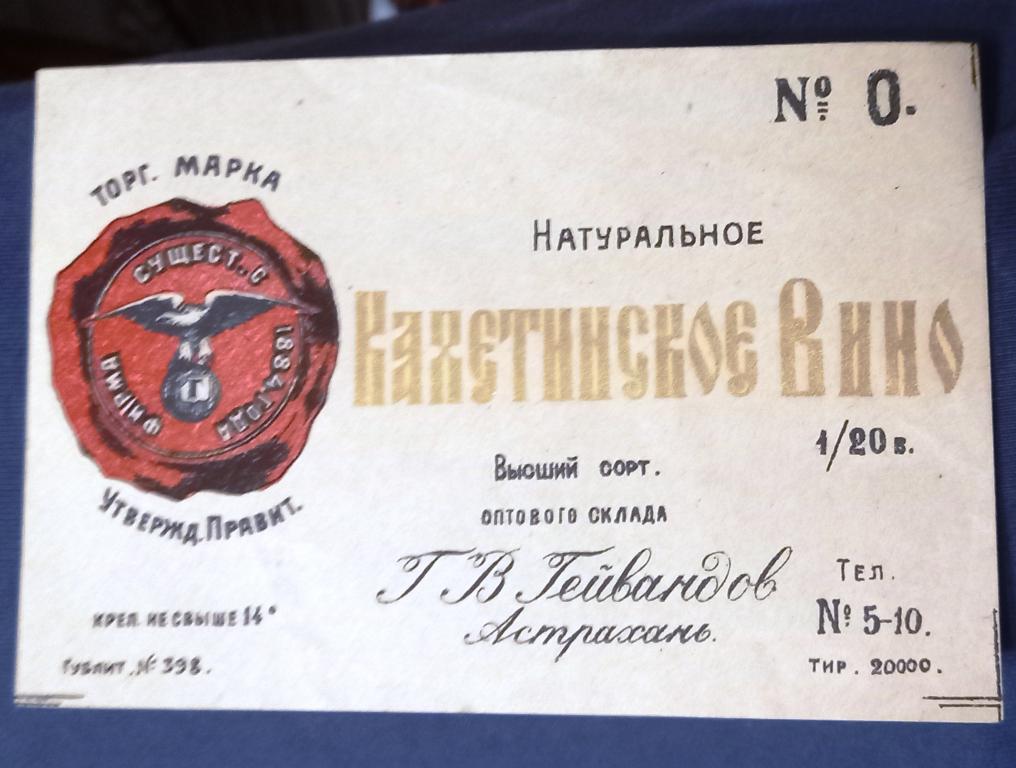 № 0.
ТОРГ. МАРКА
СУЩЕСТ. С
1884 ГОДА
ФИРМА
УТВЕРЖД. ПРАВИТ.
НАТУРАЛЬНОЕ
КАХЕТИНСКОЕ ВИНО
1/20 в.
ВЫСШИЙ СОРТ.
ОПТОВОГО СКЛАДА
Г В Гейвандов
Астрахань.
ТЕЛ.
№ 5-10.
КРЕП. НЕ СВЫШЕ 14°
ГУБЛИТ. № 398.
ТИР. 20000.